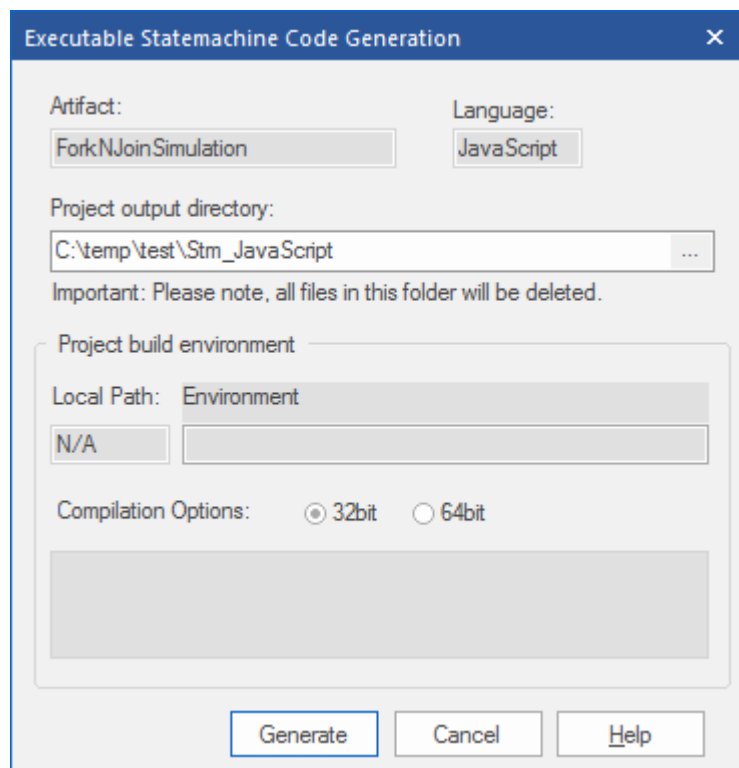 Executable Statemachine Code Generation
Artifact:
Language:
ForkNJoinSimulation
JavaScript
Project output directory:
C:\temp\test\Stm_JavaScript
...
Important: Please note, all files in this folder will be deleted.
Project build environment
Local Path:
Environment
N/A
Compilation Options:
32bit
64bit
Generate
Cancel
Help